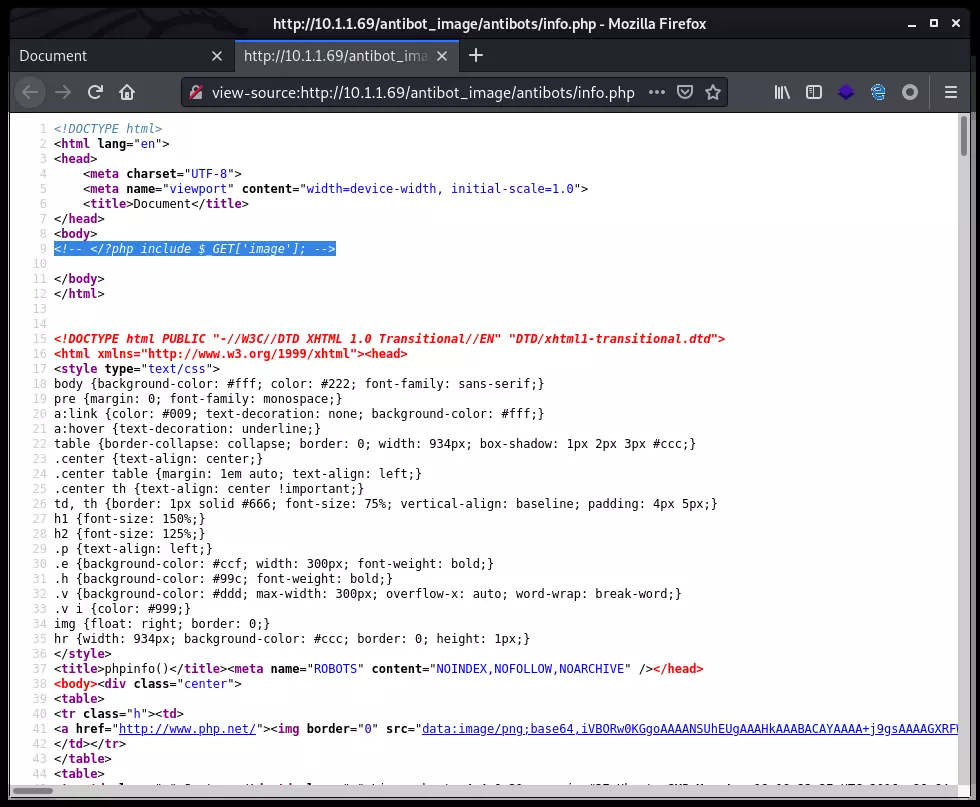 http://10.1.1.69/antibot_image/antibots/info.php - Mozilla Firefox
Document
http://10.1.1.69/antibot_ima
view-source:http://10.1.1.69/antibot_image/antibots/info.php
1 <!DOCTYPE html>
2 <html lang="en">
3 <head>
4 <meta charset="UTF-8">
5 <meta name="viewport" content="width=device-width, initial-scale=1.0">
6 <title>Document</title>
7 </head>
8 <body>
9 <!-- </?php include $_GET['image']; -->
10
11 </body>
12 </html>
13
14
15 <!DOCTYPE html PUBLIC "-//W3C//DTD XHTML 1.0 Transitional//EN" "DTD/xhtml1-transitional.dtd">
16 <html xmlns="http://www.w3.org/1999/xhtml"><head>
17 <style type="text/css">
18 body {background-color: #fff; color: #222; font-family: sans-serif;}
19 pre {margin: 0; font-family: monospace;}
20 a:link {color: #009; text-decoration: none; background-color: #fff;}
21 a:hover {text-decoration: underline;}
22 table {border-collapse: collapse; border: 0; width: 934px; box-shadow: 1px 2px 3px #ccc;}
23 .center {text-align: center;}
24 .center table {margin: 1em auto; text-align: left;}
25 .center th {text-align: center !important;}
26 td, th {border: 1px solid #666; font-size: 75%; vertical-align: baseline; padding: 4px 5px;}
27 h1 {font-size: 150%;}
28 h2 {font-size: 125%;}
29 .p {text-align: left;}
30 .e {background-color: #ccf; width: 300px; font-weight: bold;}
31 .h {background-color: #99c; font-weight: bold;}
32 .v {background-color: #ddd; max-width: 300px; overflow-x: auto; word-wrap: break-word;}
33 .v i {color: #999;}
34 img {float: right; border: 0;}
35 hr {width: 934px; background-color: #ccc; border: 0; height: 1px;}
36 </style>
37 <title>phpinfo()</title><meta name="ROBOTS" content="NOINDEX,NOFOLLOW,NOARCHIVE" /></head>
38 <body><div class="center">
39 <table>
40 <tr class="h"><td>
41 <a href="http://www.php.net/"><img border="0" src="data:image/png;base64,iVBORw0KGgoAAAANSUhEUgAAAHkAAABACAYAAAA+j9gsAAAAGXRF
42 </td></tr>
43 </table>
44 <table>